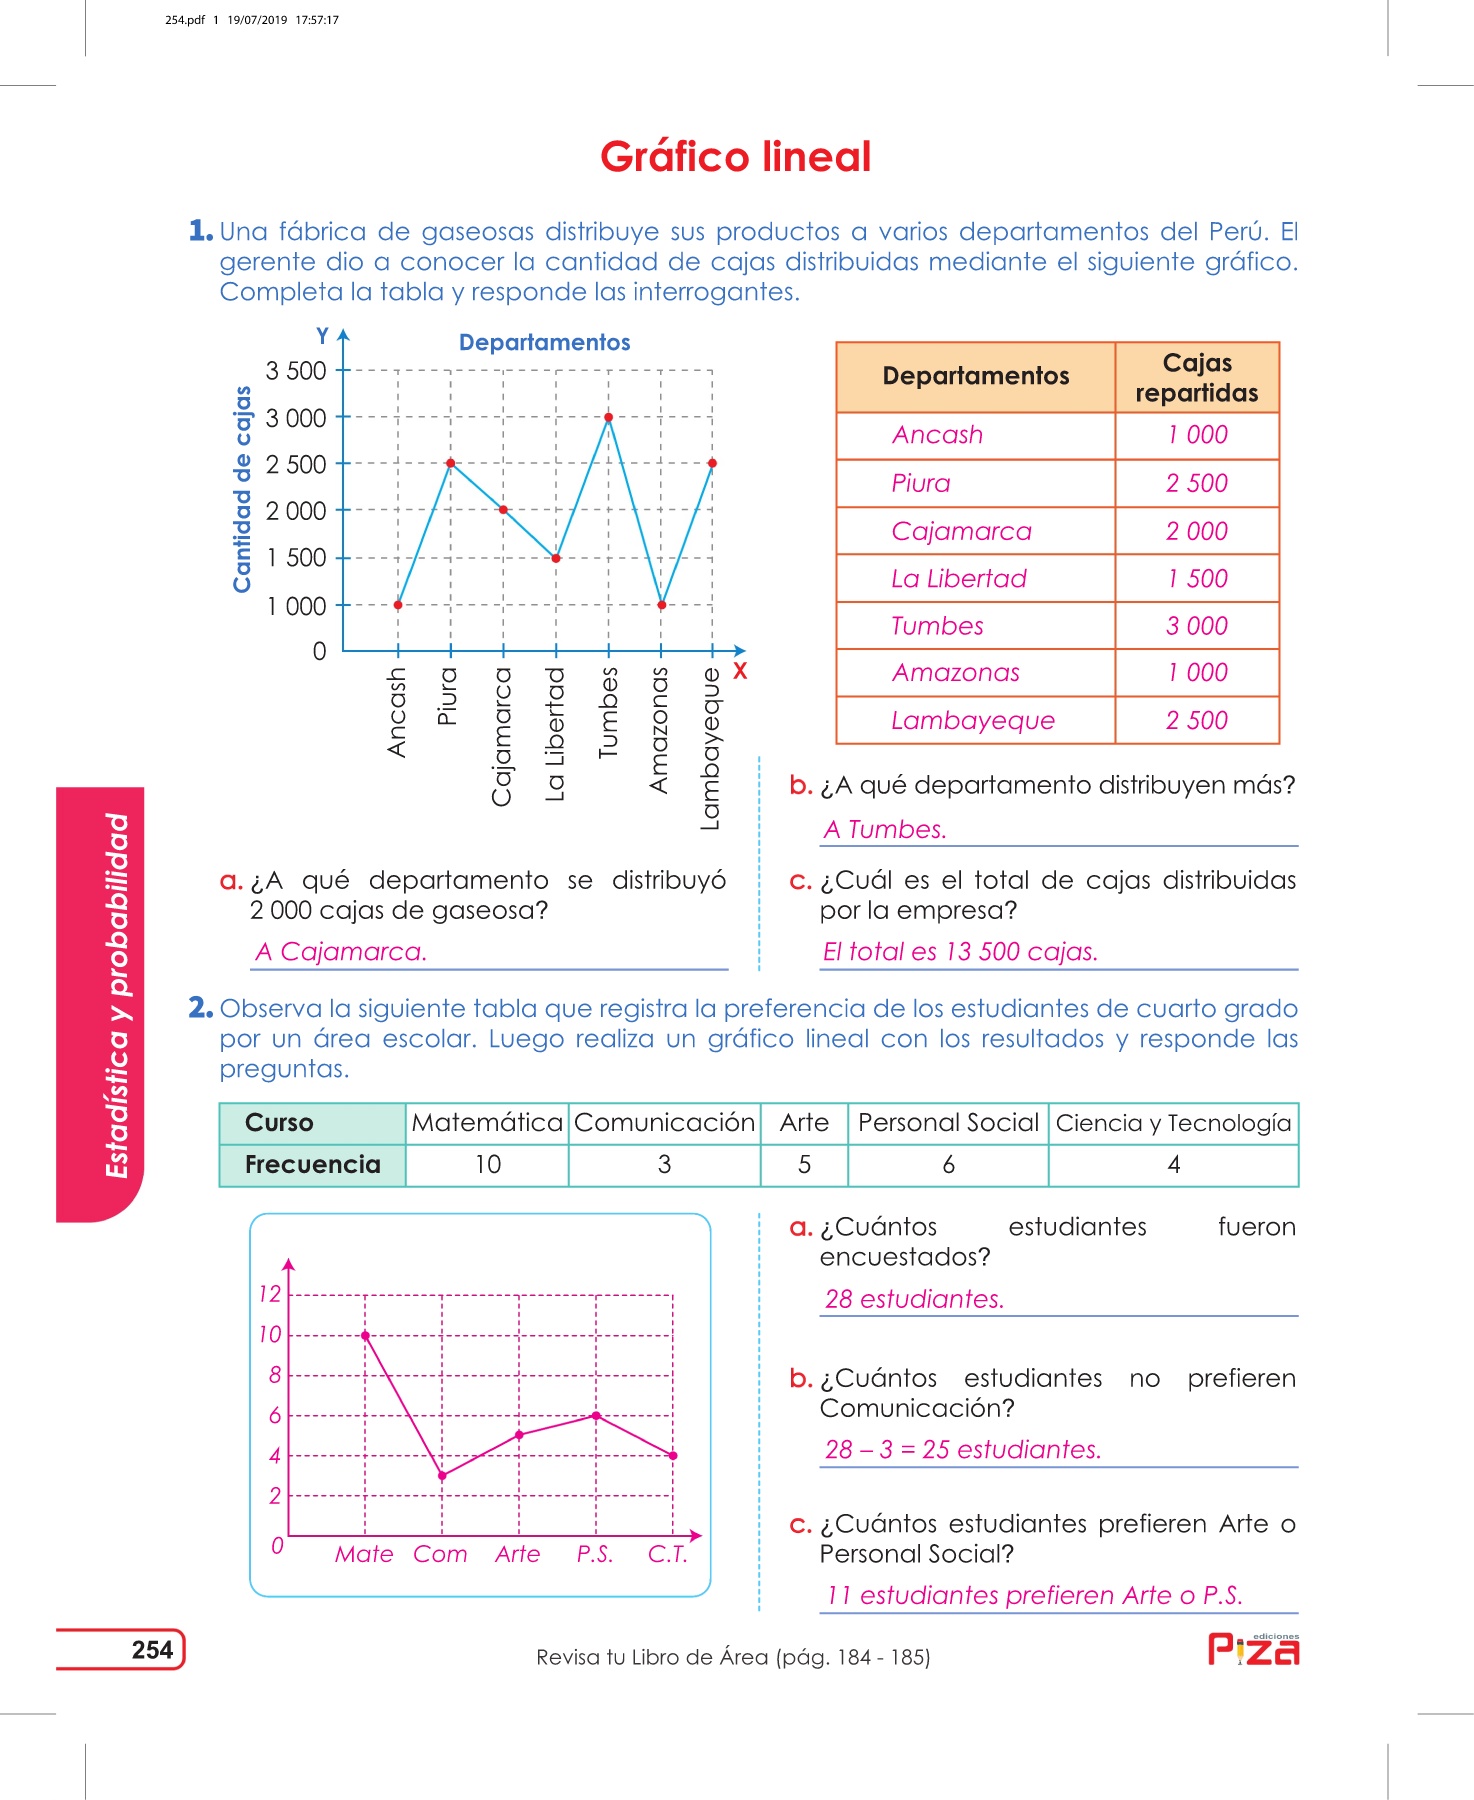 254.pdf 1 19/07/2019 17:57:17
Gráfico lineal
1. Una fábrica de gaseosas distribuye sus productos a varios departamentos del Perú. El
gerente dio a conocer la cantidad de cajas distribuidas mediante el siguiente gráfico.
Completa la tabla y responde las interrogantes.
Y
Departamentos
Cantidad de cajas
3 500
3 000
2 500
2 000
1 500
1 000
0
X
Ancash
Piura
Cajamarca
La Libertad
Tumbes
Amazonas
Lambayeque
Departamentos Cajas repartidas
Ancash 1 000
Piura 2 500
Cajamarca 2 000
La Libertad 1 500
Tumbes 3 000
Amazonas 1 000
Lambayeque 2 500
a. ¿A qué departamento se distribuyó
2 000 cajas de gaseosa?
A Cajamarca.
b. ¿A qué departamento distribuyen más?
A Tumbes.
c. ¿Cuál es el total de cajas distribuidas
por la empresa?
El total es 13 500 cajas.
Estadística y probabilidad
2. Observa la siguiente tabla que registra la preferencia de los estudiantes de cuarto grado
por un área escolar. Luego realiza un gráfico lineal con los resultados y responde las
preguntas.
Curso Matemática Comunicación Arte Personal Social Ciencia y Tecnología
Frecuencia 10 3 5 6 4
12
10
8
6
4
2
0
Mate Com Arte P.S. C.T.
a. ¿Cuántos estudiantes fueron
encuestados?
28 estudiantes.
b. ¿Cuántos estudiantes no prefieren
Comunicación?
28 – 3 = 25 estudiantes.
c. ¿Cuántos estudiantes prefieren Arte o
Personal Social?
11 estudiantes prefieren Arte o P.S.
254
Revisa tu Libro de Área (pág. 184 - 185)
ediciones
Piza